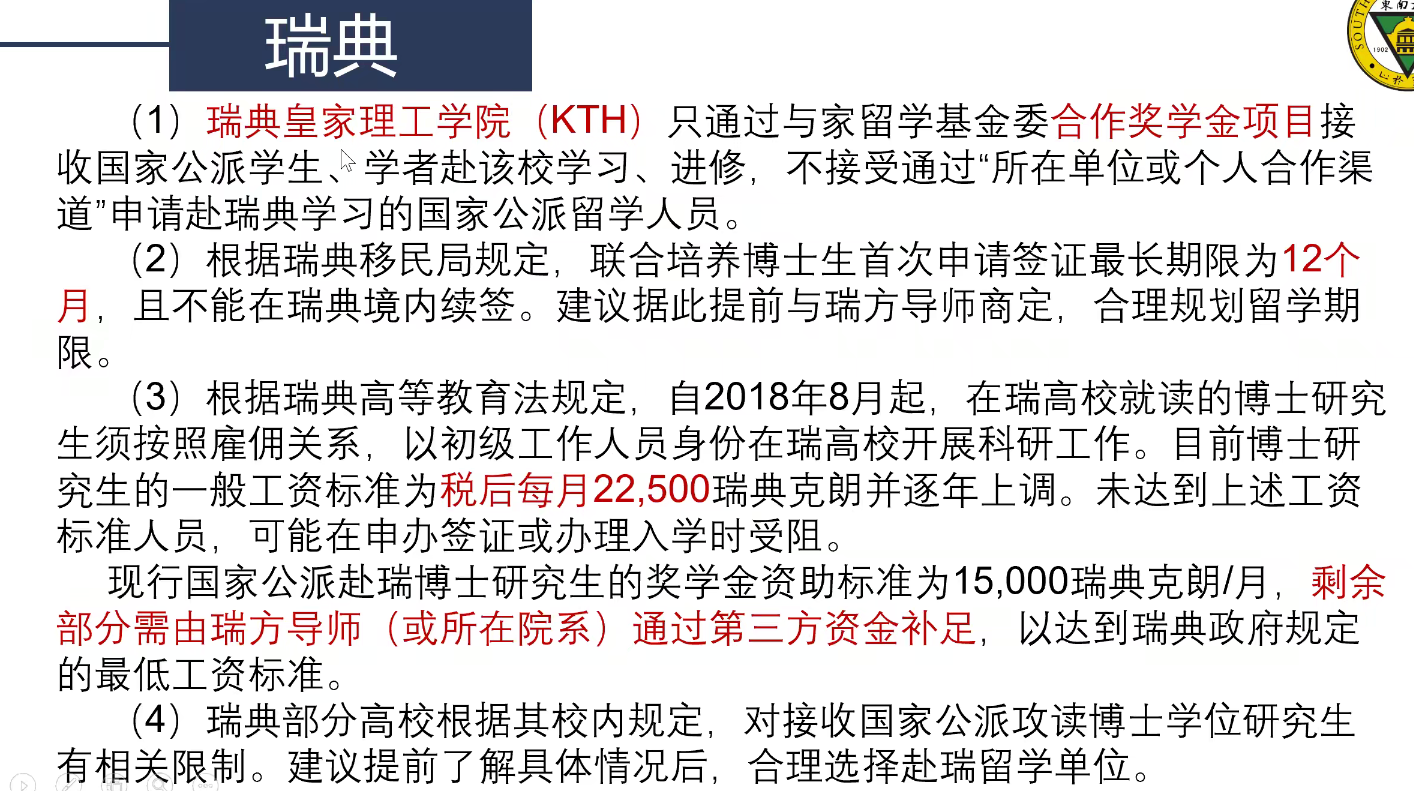 瑞典
（1）瑞典皇家理工学院（KTH）只通过与家留学基金委合作奖学金项目接
收国家公派学生、学者赴该校学习、进修，不接受通过“所在单位或个人合作渠
道”申请赴瑞典学习的国家公派留学人员。
（2）根据瑞典移民局规定，联合培养博士生首次申请签证最长期限为12个
月，且不能在瑞典境内续签。建议据此提前与瑞方导师商定，合理规划留学期
限。
（3）根据瑞典高等教育法规定，自2018年8月起，在瑞高校就读的博士研究
生须按照雇佣关系，以初级工作人员身份在瑞高校开展科研工作。目前博士研
究生的一般工资标准为税后每月22,500瑞典克朗并逐年上调。未达到上述工资
标准人员，可能在申办签证或办理入学时受阻。
现行国家公派赴瑞博士研究生的奖学金资助标准为15,000瑞典克朗/月，剩余
部分需由瑞方导师（或所在院系）通过第三方资金补足，以达到瑞典政府规定
的最低工资标准。
（4）瑞典部分高校根据其校内规定，对接收国家公派攻读博士学位研究生
有相关限制。建议提前了解具体情况后，合理选择赴瑞留学单位。
東南
SOUTH
1902